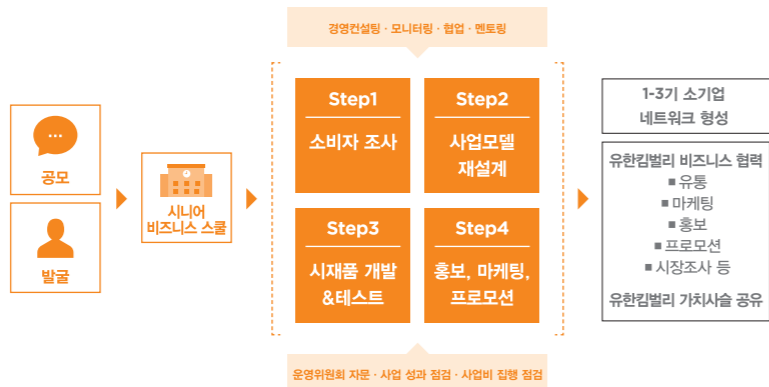 공모
발굴
시니어
비즈니스 스쿨
경영컨설팅 · 모니터링 · 협업 · 멘토링
Step1
소비자 조사
Step2
사업모델
재설계
Step3
시재품 개발
&테스트
Step4
홍보, 마케팅,
프로모션
운영위원회 자문 · 사업 성과 점검 · 사업비 집행 점검
1-3기 소기업
네트워크 형성
유한킴벌리 비즈니스 협력
■ 유통
■ 마케팅
■ 홍보
■ 프로모션
■ 시장조사 등
유한킴벌리 가치사슬 공유